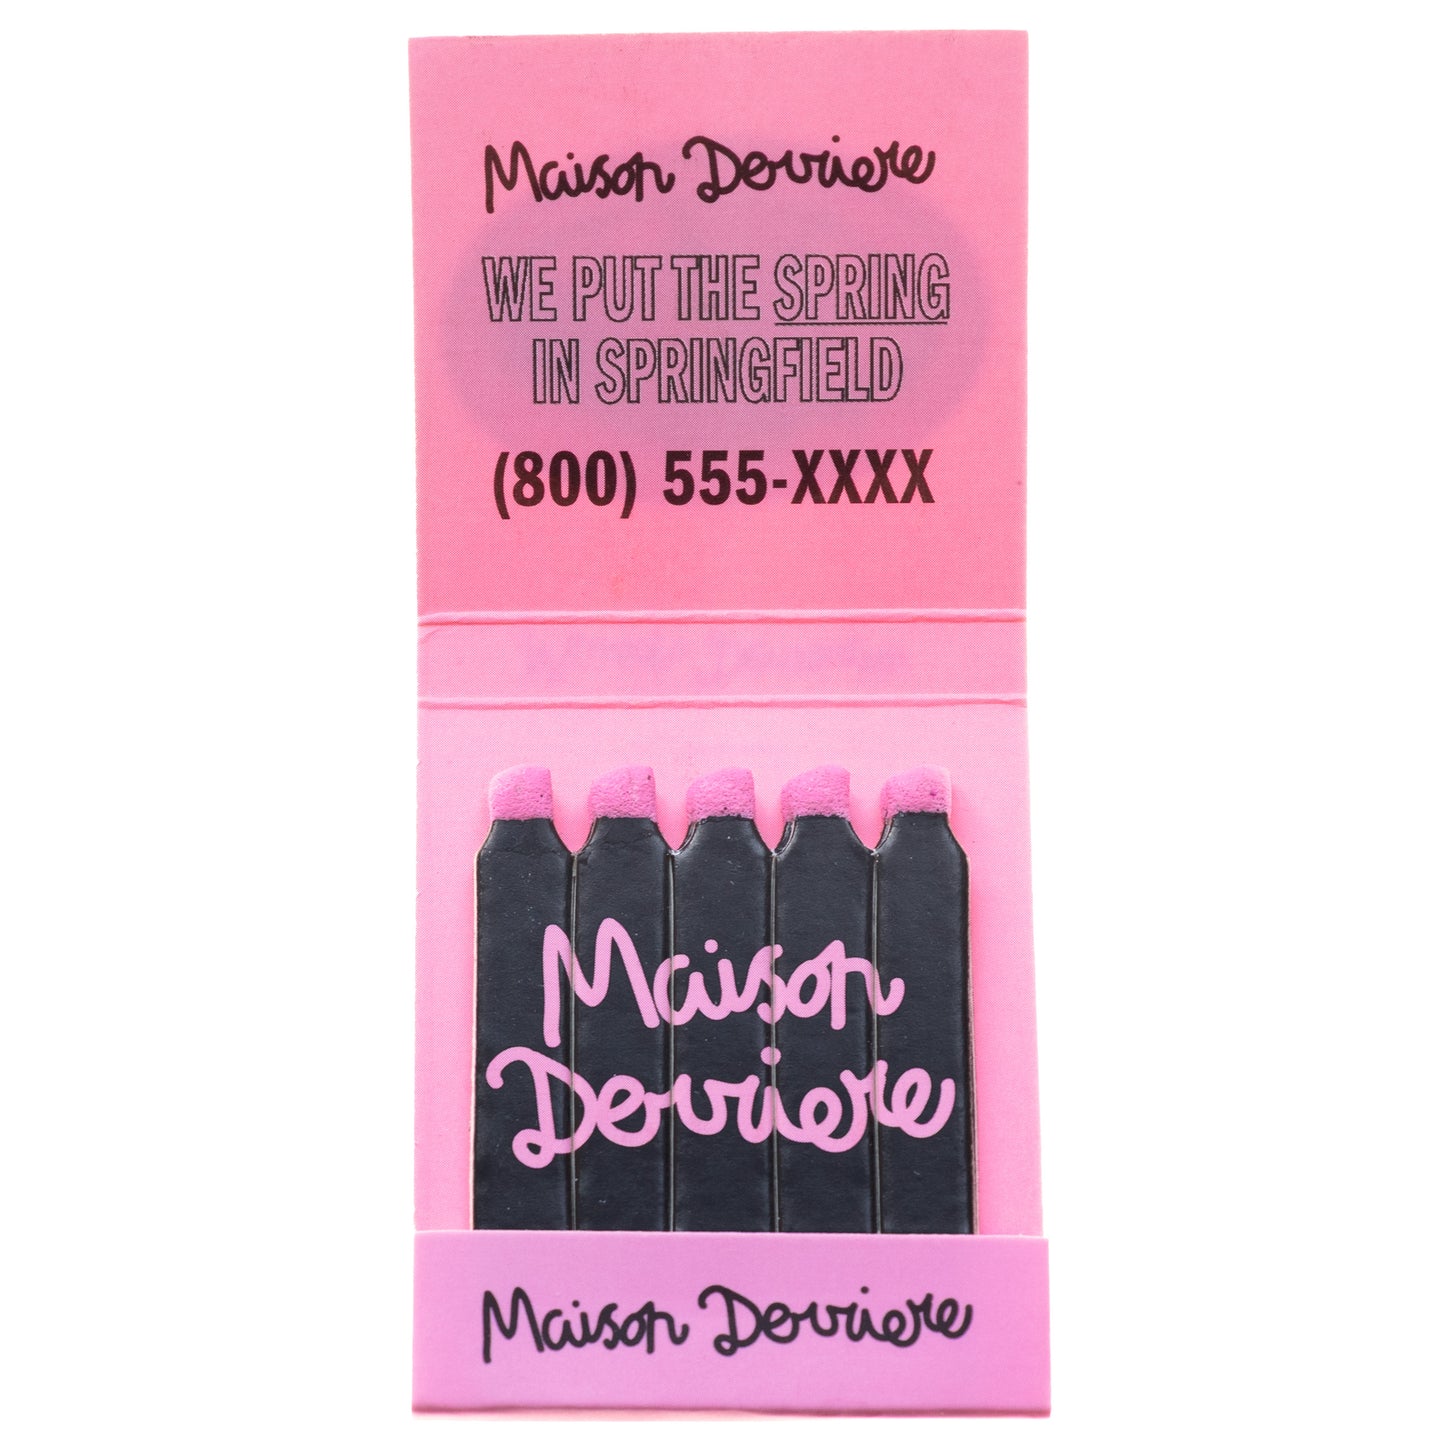 Maison Derriere
WE PUT THE SPRING
IN SPRINGFIELD
(800) 555-XXXX
Maison
Derriere
Maison Derriere